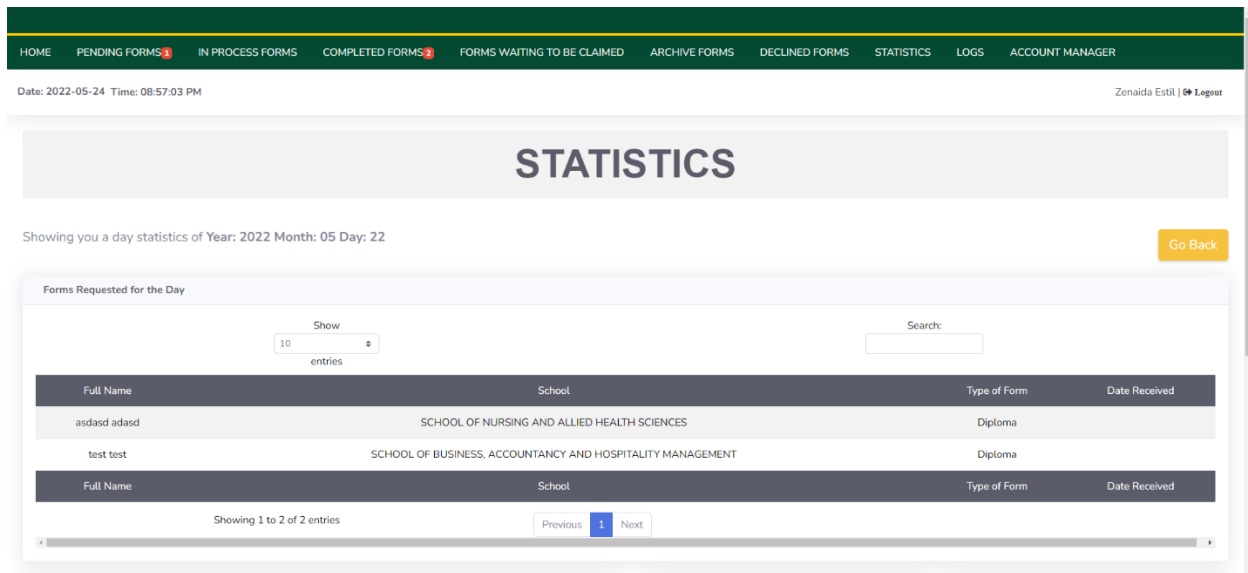 HOME PENDING FORMS 1 IN PROCESS FORMS COMPLETED FORMS 2 FORMS WAITING TO BE CLAIMED ARCHIVE FORMS DECLINED FORMS STATISTICS LOGS ACCOUNT MANAGER
Date: 2022-05-24 Time: 08:57:03 PM Zenaida Estil | Logout
STATISTICS
Showing you a day statistics of Year: 2022 Month: 05 Day: 22 Go Back
Forms Requested for the Day
Show Search:
10
entries
Full Name School Type of Form Date Received
asdasd adasd SCHOOL OF NURSING AND ALLIED HEALTH SCIENCES Diploma
test test SCHOOL OF BUSINESS, ACCOUNTANCY AND HOSPITALITY MANAGEMENT Diploma
Full Name School Type of Form Date Received
Showing 1 to 2 of 2 entries Previous 1 Next